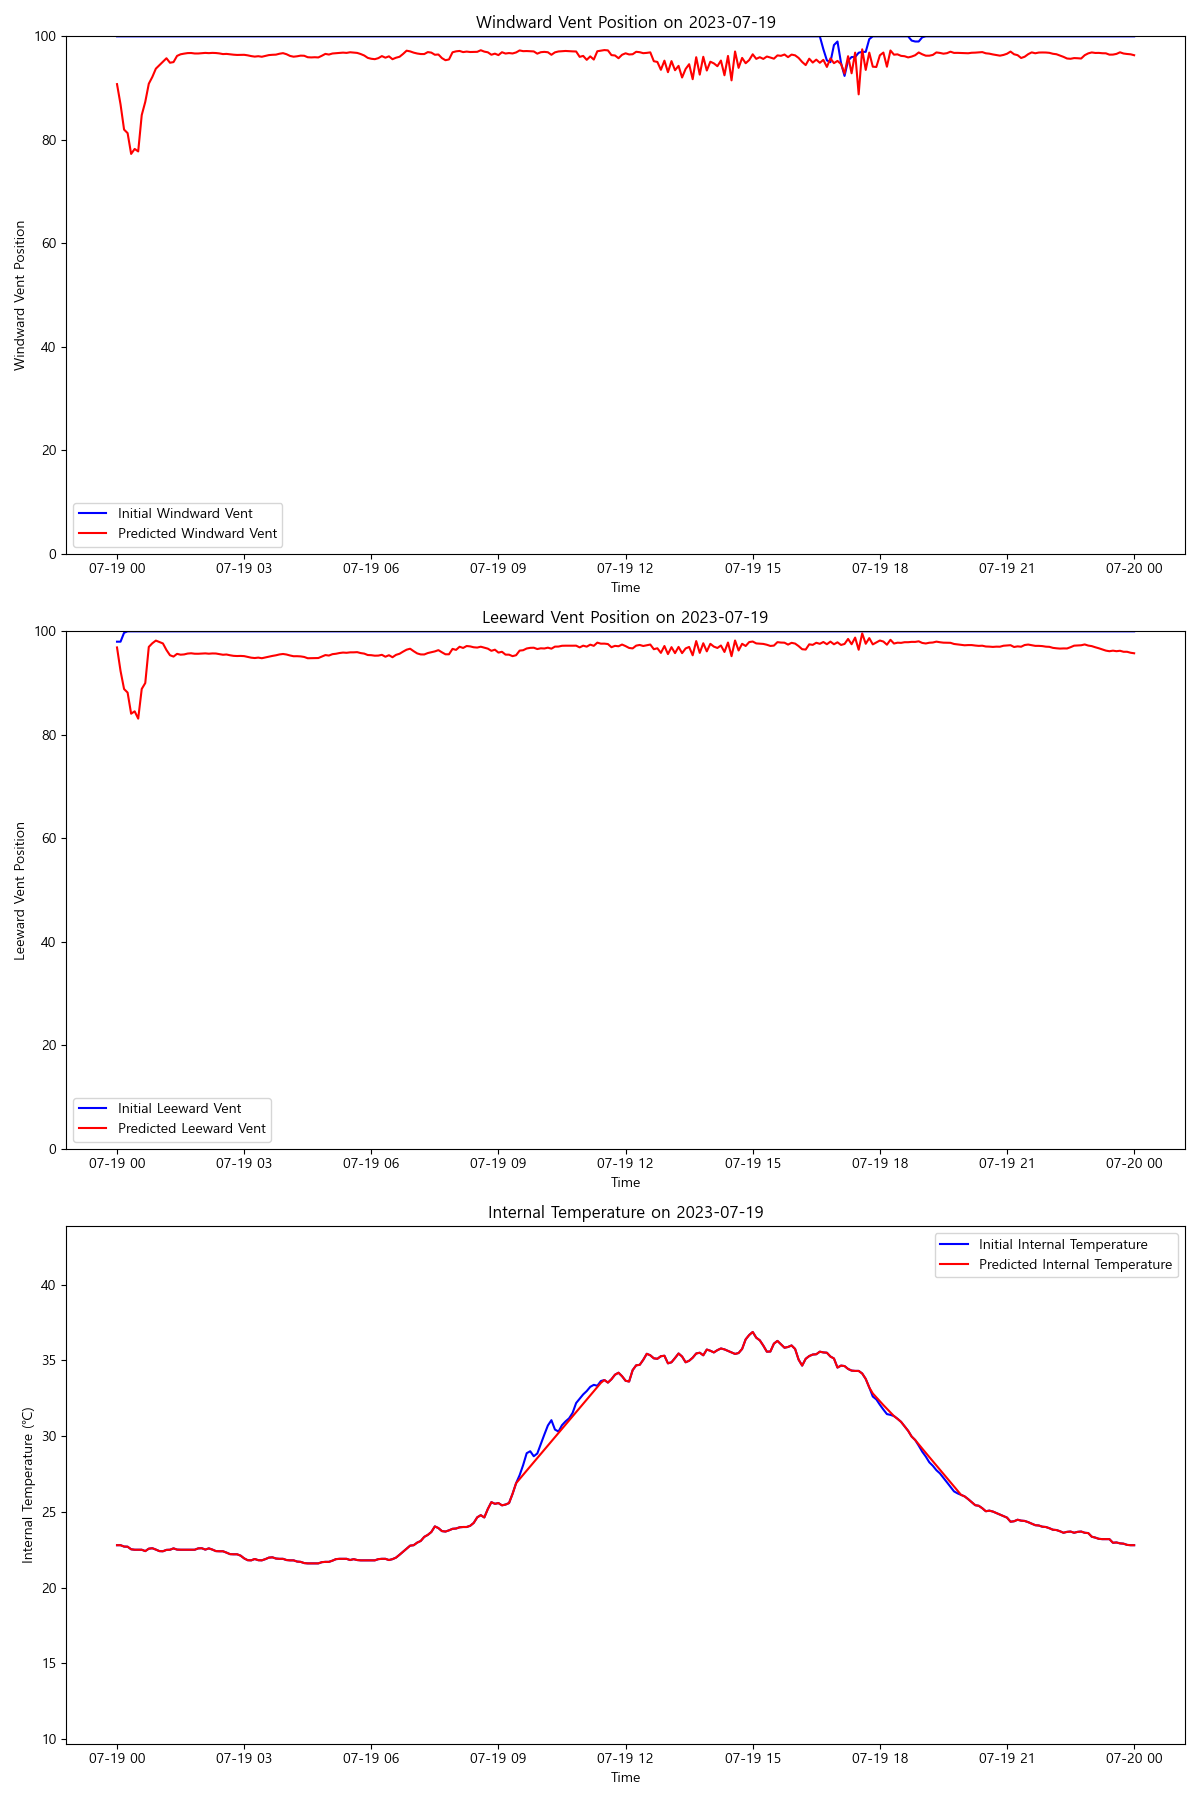 Windward Vent Position on 2023-07-19
100
80
60
40
20
0
Windward Vent Position
Initial Windward Vent
Predicted Windward Vent
07-19 00 07-19 03 07-19 06 07-19 09 07-19 12 07-19 15 07-19 18 07-19 21 07-20 00
Time
Leeward Vent Position on 2023-07-19
100
80
60
40
20
0
Leeward Vent Position
Initial Leeward Vent
Predicted Leeward Vent
07-19 00 07-19 03 07-19 06 07-19 09 07-19 12 07-19 15 07-19 18 07-19 21 07-20 00
Time
Internal Temperature on 2023-07-19
Initial Internal Temperature
Predicted Internal Temperature
40
35
30
25
20
15
10
Internal Temperature (℃)
07-19 00 07-19 03 07-19 06 07-19 09 07-19 12 07-19 15 07-19 18 07-19 21 07-20 00
Time